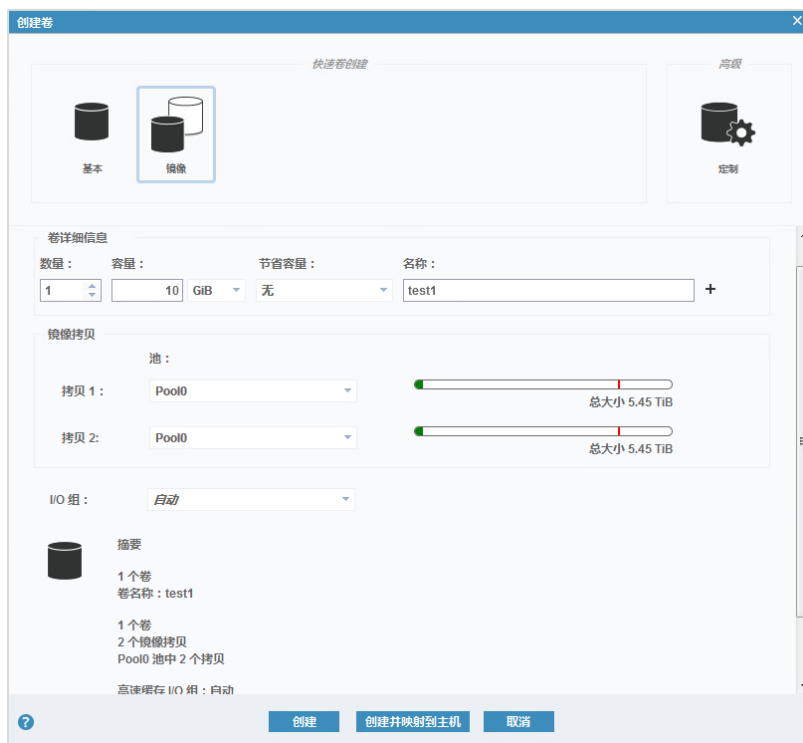 创建卷
快速卷创建
高级
基本
镜像
定制
卷详细信息
数量： 容量： 节省容量： 名称：
1 10 GiB 无 test1 +
镜像拷贝
池：
拷贝 1： Pool0
总大小 5.45 TiB
拷贝 2: Pool0
总大小 5.45 TiB
I/O 组： 自动
摘要
1 个卷
卷名称：test1
1 个卷
2 个镜像拷贝
Pool0 池中 2 个拷贝
高速缓存 I/O 组：自动
? 创建 创建并映射到主机 取消